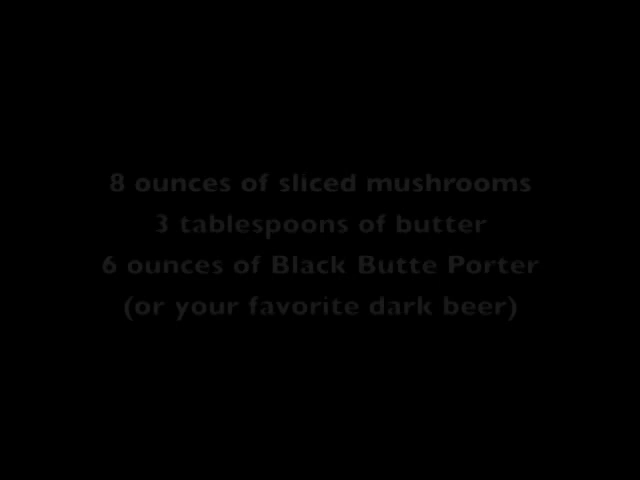 8 ounces of sliced mushrooms
3 tablespoons of butter
6 ounces of Black Butte Porter
(or your favorite dark beer)